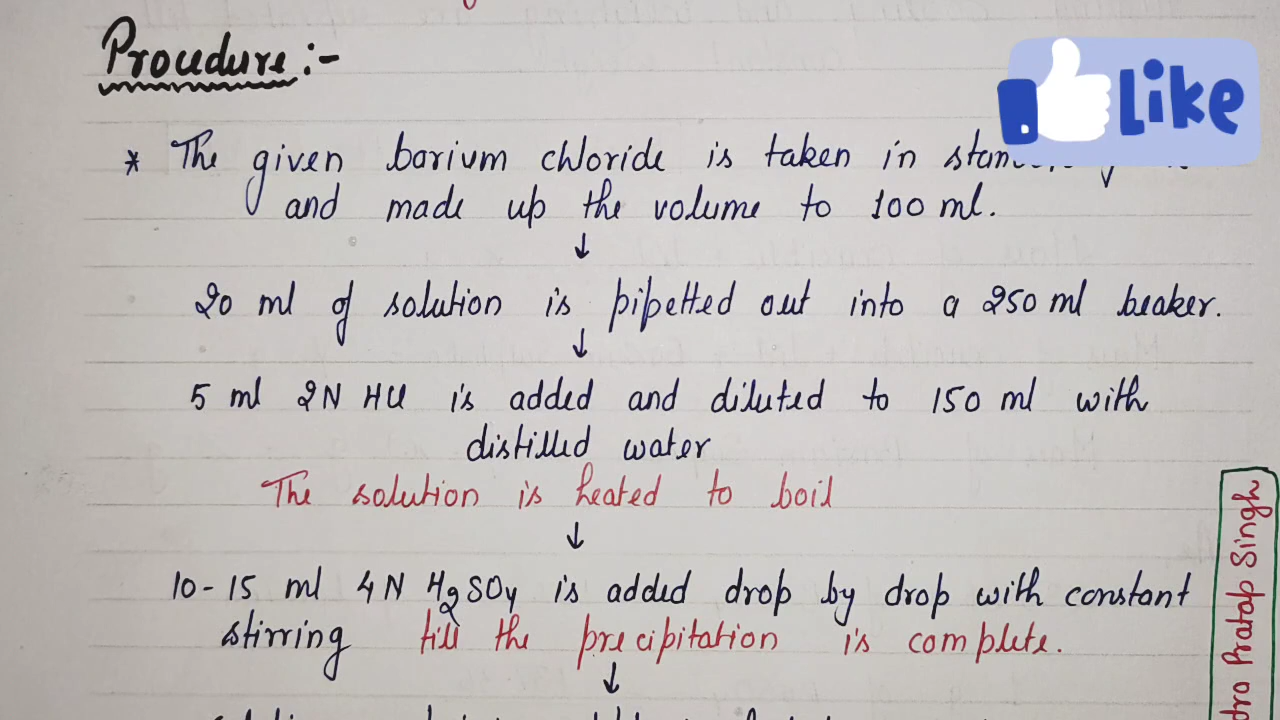 Procedure :-
Like
* The given barium chloride is taken in
and made up the volume to 100 ml.
↓
20 ml of solution is pipetted out into a 250 ml beaker.
↓
5 ml 2N HCl is added and diluted to 150 ml with
distilled water
The solution is heated to boil
↓
10-15 ml 4N H2SO4 is added drop by drop with constant
stirring till the precipitation is complete.
↓
Pratap Singh